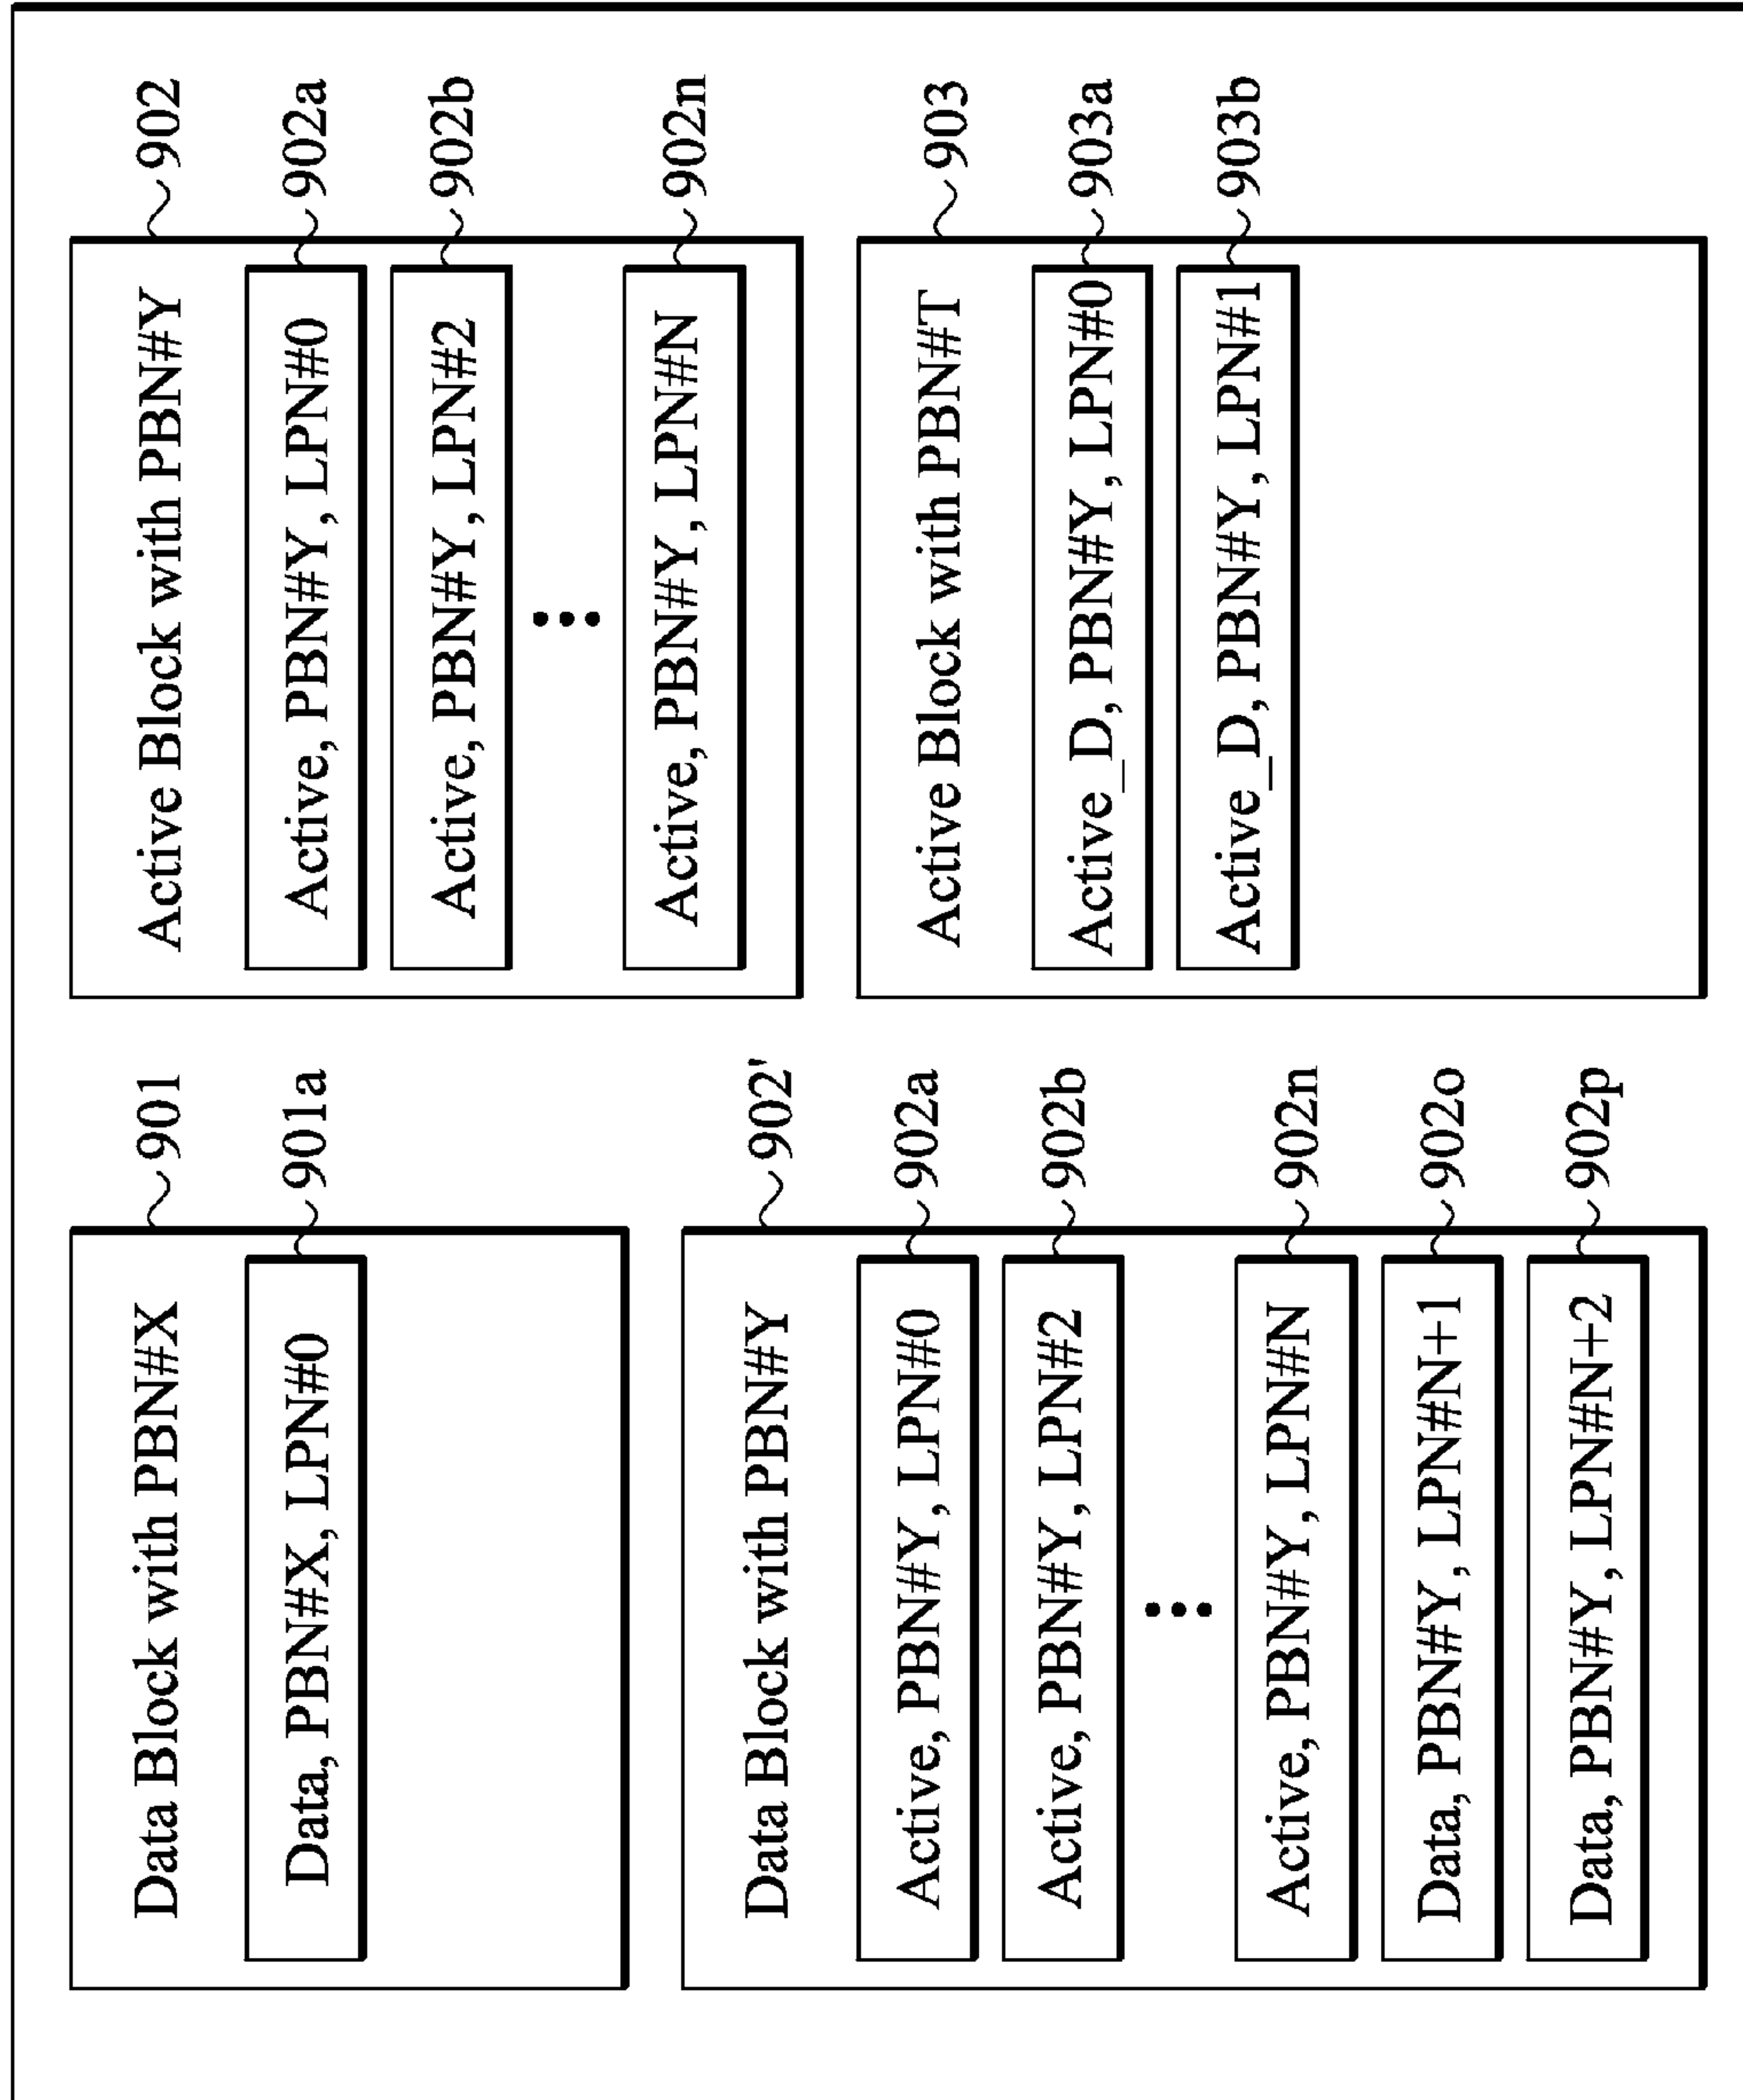 Data Block with PBN#X
901
Data, PBN#X, LPN#0
901a
Data Block with PBN#Y
902'
Active, PBN#Y, LPN#0
902a
Active, PBN#Y, LPN#2
902b
Active, PBN#Y, LPN#N
902n
Data, PBN#Y, LPN#N+1
902o
Data, PBN#Y, LPN#N+2
902p
Active Block with PBN#Y
902
Active, PBN#Y, LPN#0
902a
Active, PBN#Y, LPN#2
902b
Active, PBN#Y, LPN#N
902n
Active Block with PBN#T
903
Active_D, PBN#Y, LPN#0
903a
Active_D, PBN#Y, LPN#1
903b